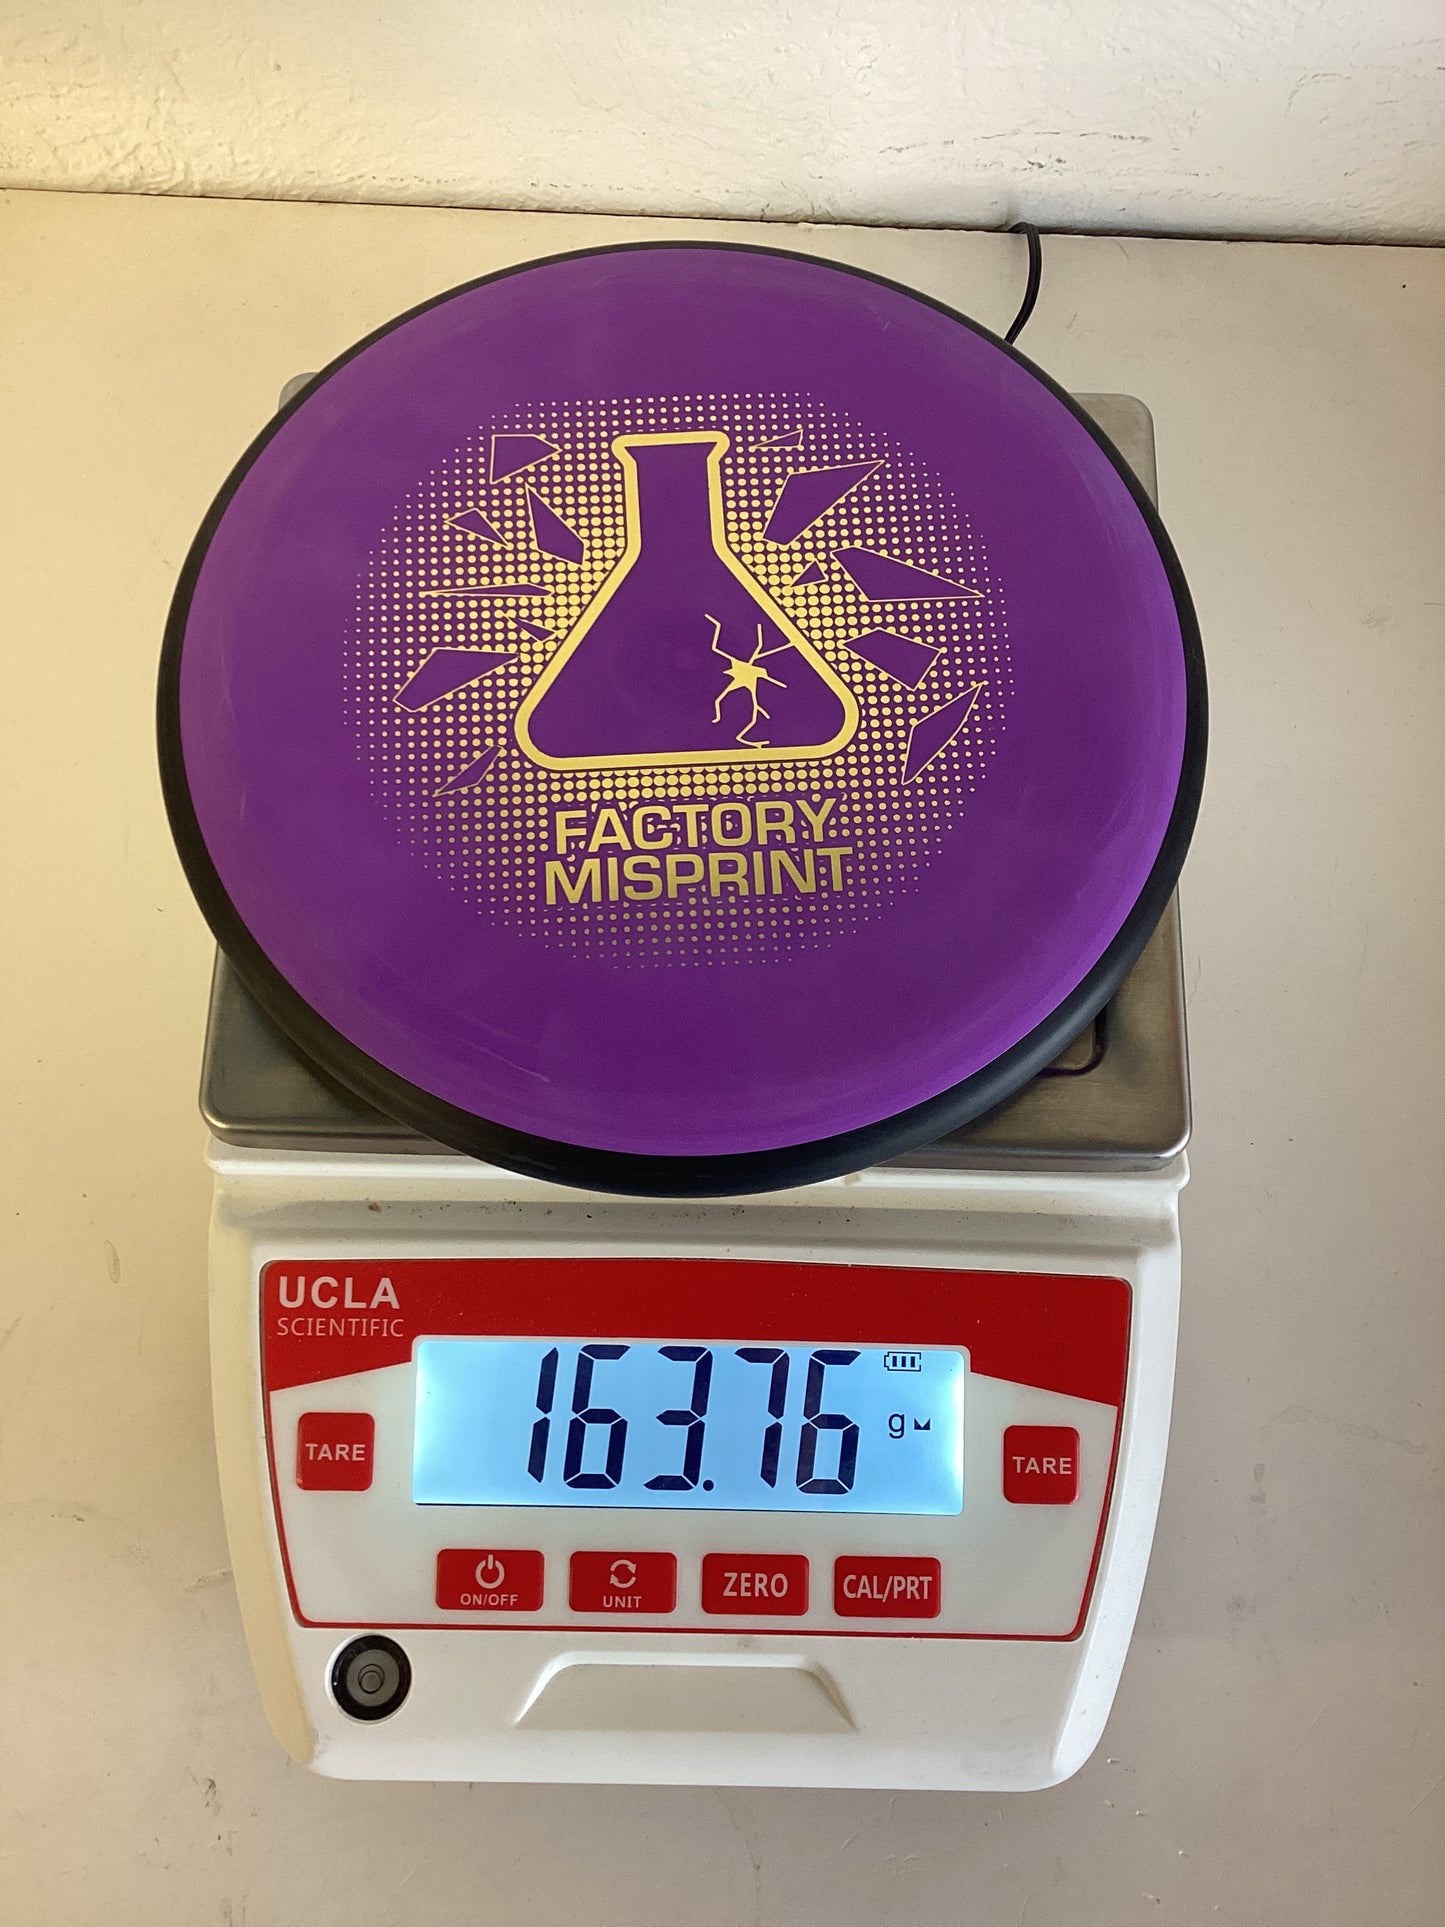 FACTORY
MISPRINT
UCLA
SCIENTIFIC
163.76 g
TARE
TARE
ON/OFF
UNIT
ZERO
CAL/PRT